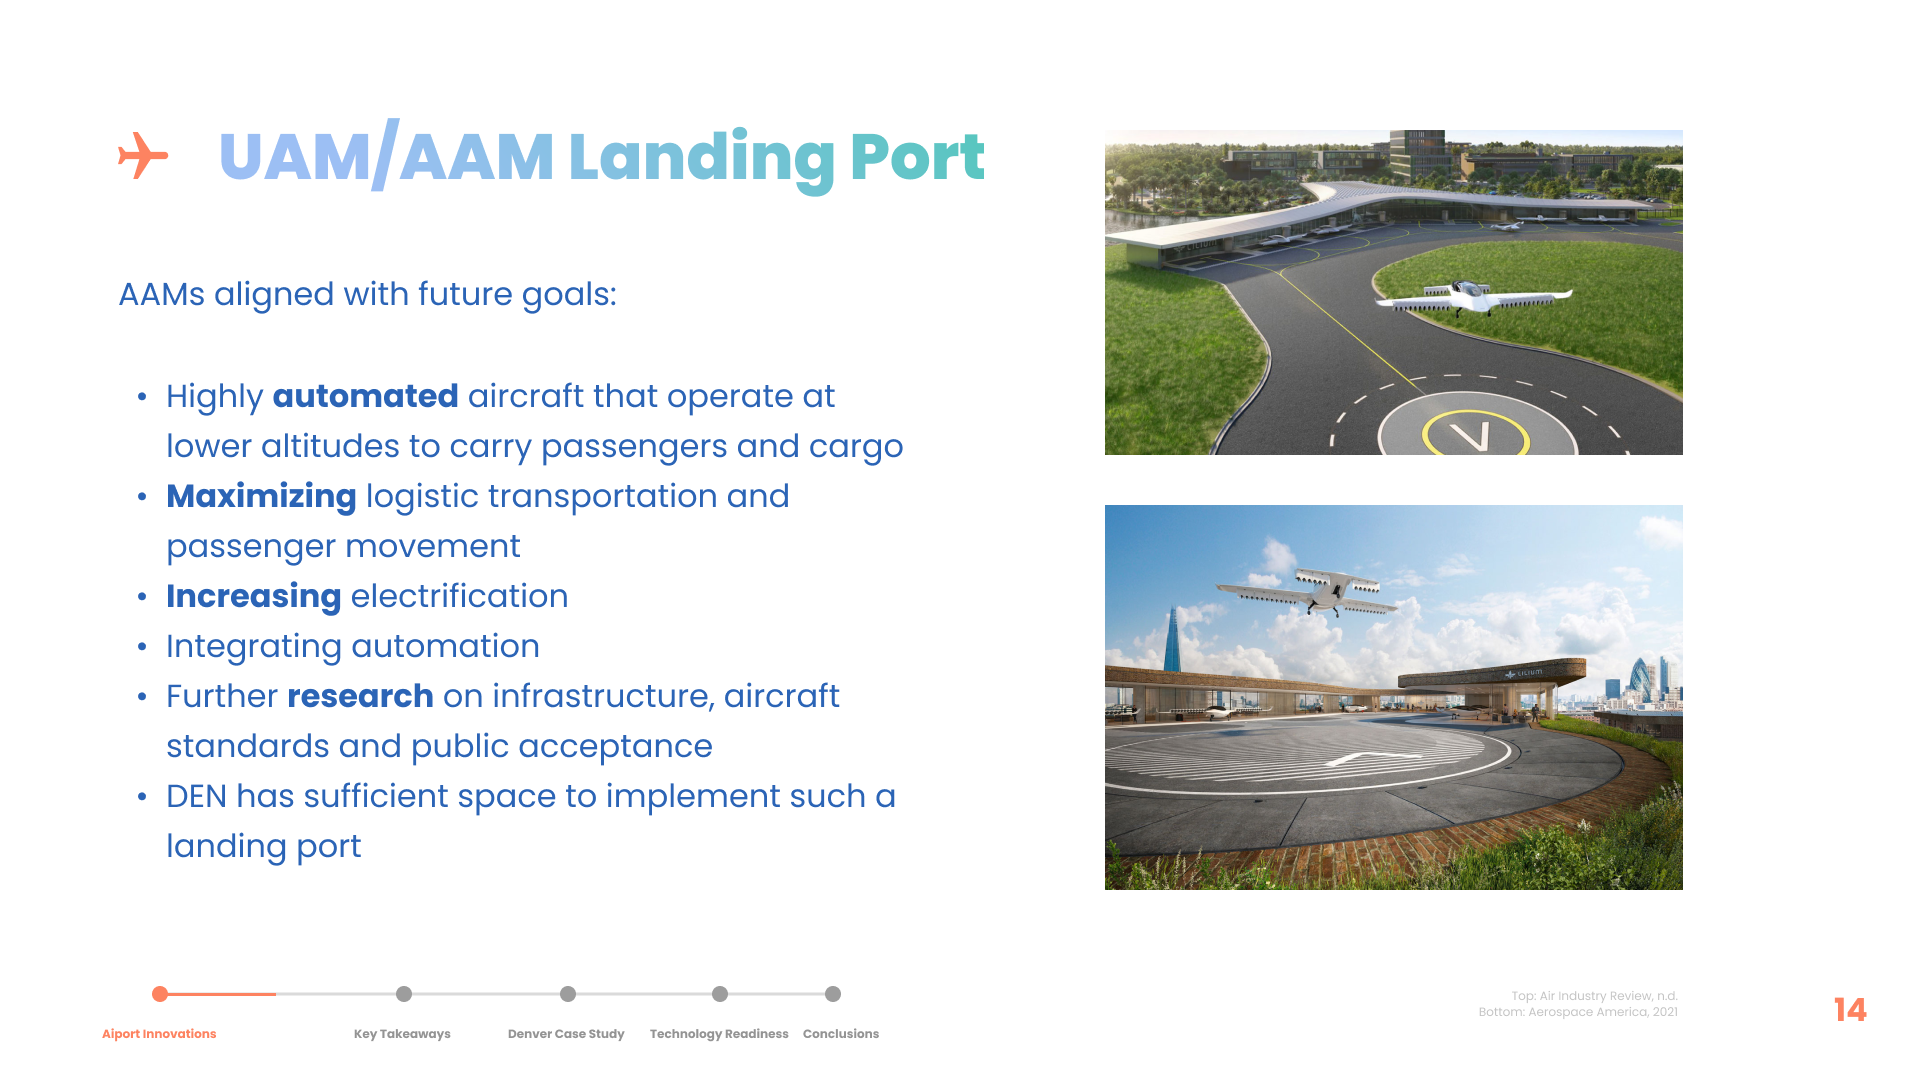 UAM/AAM Landing Port
AAMs aligned with future goals:
• Highly automated aircraft that operate at
lower altitudes to carry passengers and cargo
• Maximizing logistic transportation and
passenger movement
• Increasing electrification
• Integrating automation
• Further research on infrastructure, aircraft
standards and public acceptance
• DEN has sufficient space to implement such a
landing port
V
LILIUM
Aiport Innovations
Key Takeaways
Denver Case Study
Technology Readiness
Conclusions
Top: Air Industry Review, n.d.
Bottom: Aerospace America, 2021
14